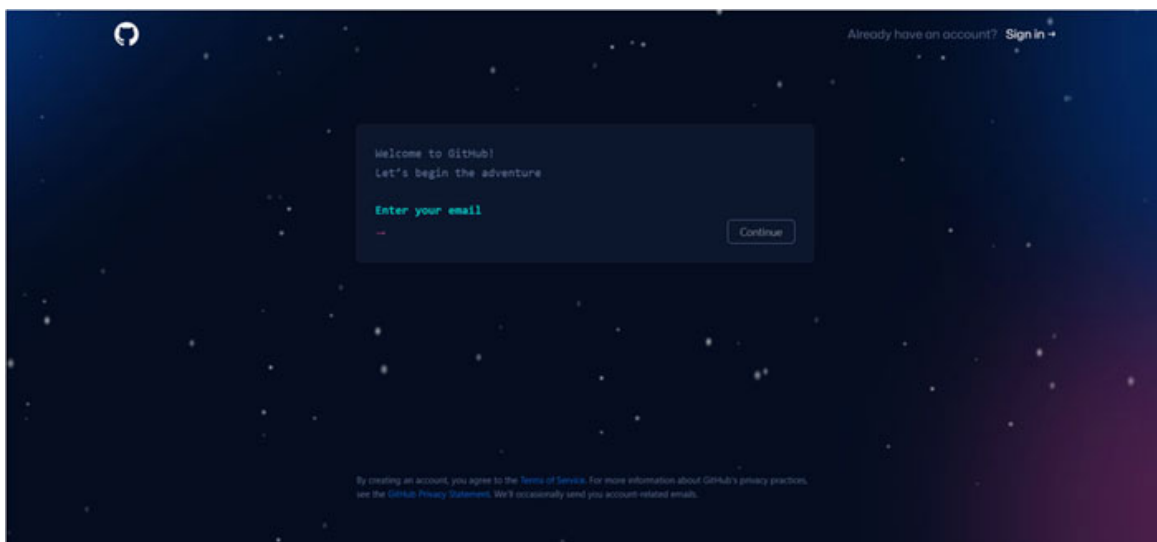 Already have an account? Sign in →
Welcome to GitHub!
Let's begin the adventure
Enter your email
→
Continue
By creating an account, you agree to the Terms of Service. For more information about GitHub's privacy practices,
see the GitHub Privacy Statement. We'll occasionally send you account-related emails.